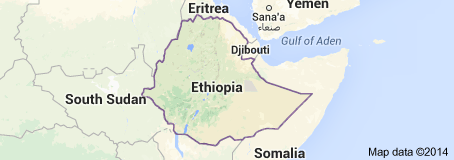 Eritrea
Yemen
Sana'a
صنعاء
Djibouti
Gulf of Aden
Ethiopia
South Sudan
Somalia
Map data ©2014